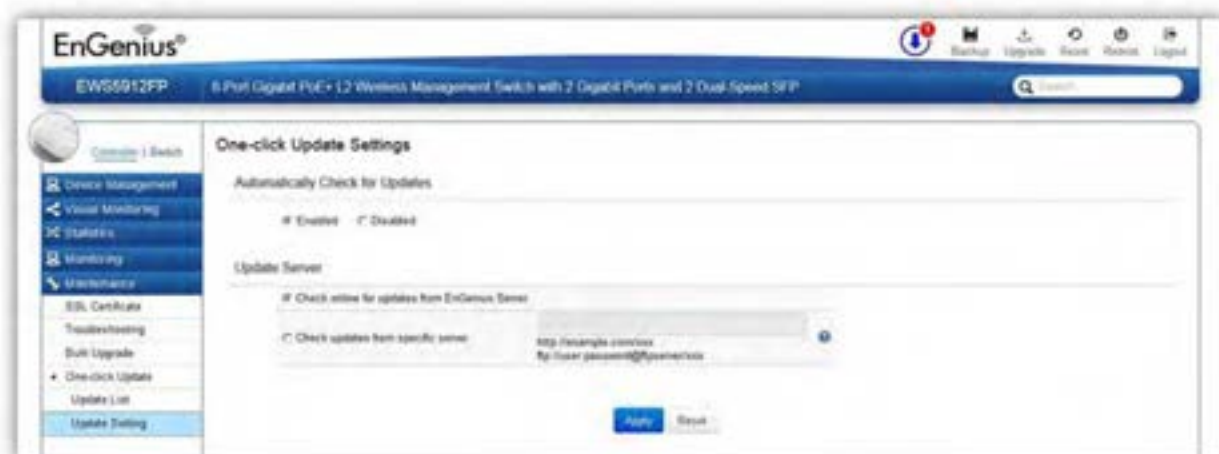 EnGenius®
1
Backup Upgrade Reset Reboot Logout
EWS5912FP
8-Port Gigabit PoE+ L2 Wireless Management Switch with 2 Gigabit Ports and 2 Dual-Speed SFP
Search
Controller | Switch
One-click Update Settings
Device Management
Visual Monitoring
Statistics
Monitoring
Maintenance
SSL Certificate
Troubleshooting
Bulk Upgrade
One-click Update
Update List
Update Setting
Automatically Check for Updates
Enabled Disabled
Update Server
Check online for updates from EnGenius Server
Check updates from specific server
http://example.com/xxx
ftp://user:password@ftpserver/xxx
Apply Reset